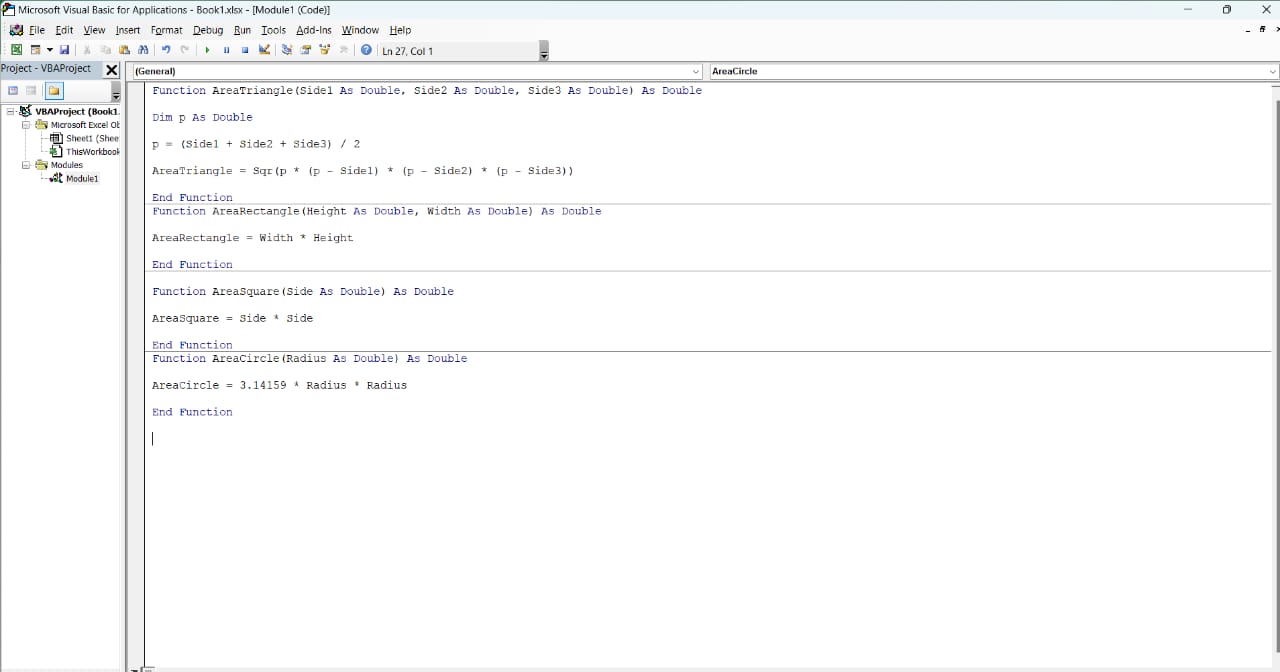 Microsoft Visual Basic for Applications - Book1.xlsx - [Module1 (Code)]
File Edit View Insert Format Debug Run Tools Add-Ins Window Help
Ln 27, Col 1
Project - VBAProject
(General) AreaCircle
VBAProject (Book1.
Microsoft Excel Ob
Sheet1 (Shee
ThisWorkbook
Modules
Module1
Function AreaTriangle(Side1 As Double, Side2 As Double, Side3 As Double) As Double
Dim p As Double
p = (Side1 + Side2 + Side3) / 2
AreaTriangle = Sqr(p * (p - Side1) * (p - Side2) * (p - Side3))
End Function
Function AreaRectangle(Height As Double, Width As Double) As Double
AreaRectangle = Width * Height
End Function
Function AreaSquare(Side As Double) As Double
AreaSquare = Side * Side
End Function
Function AreaCircle(Radius As Double) As Double
AreaCircle = 3.14159 * Radius * Radius
End Function